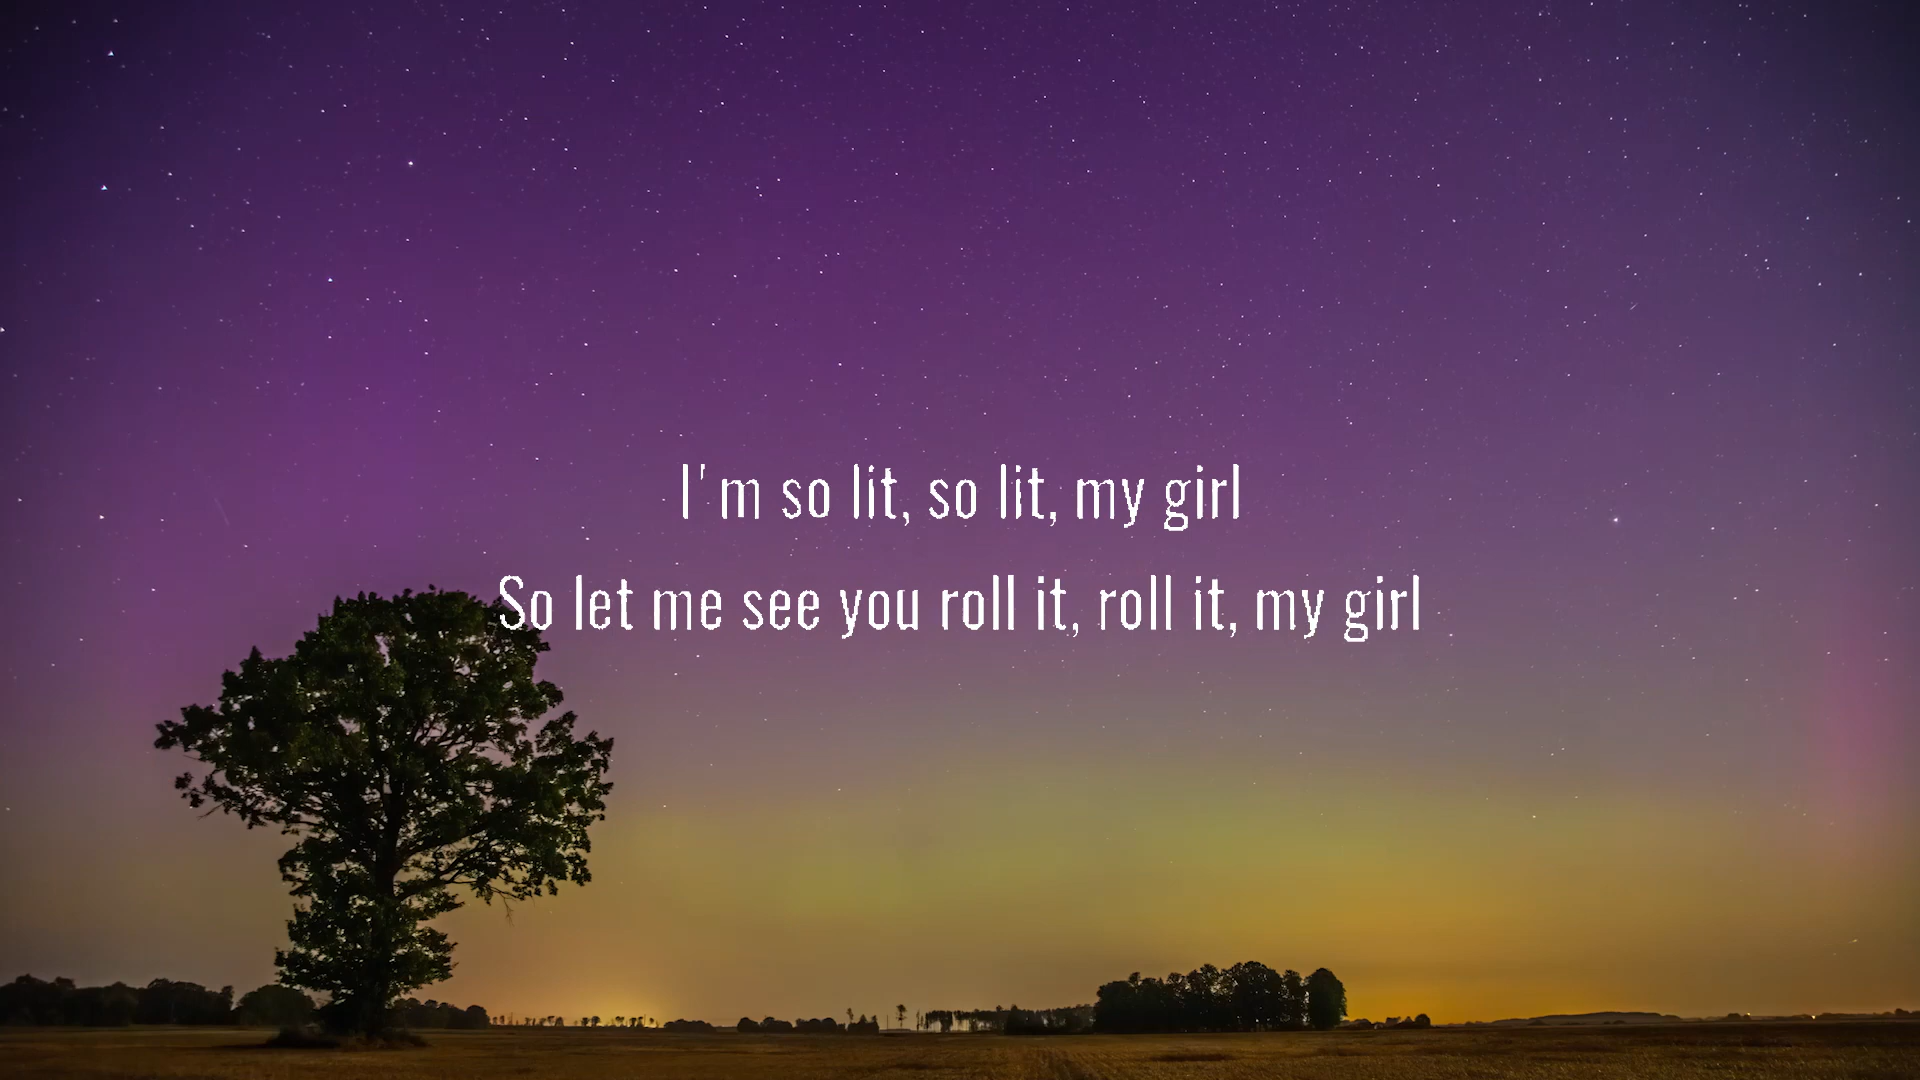 I'm so lit, so lit, my girl
So let me see you roll it, roll it, my girl